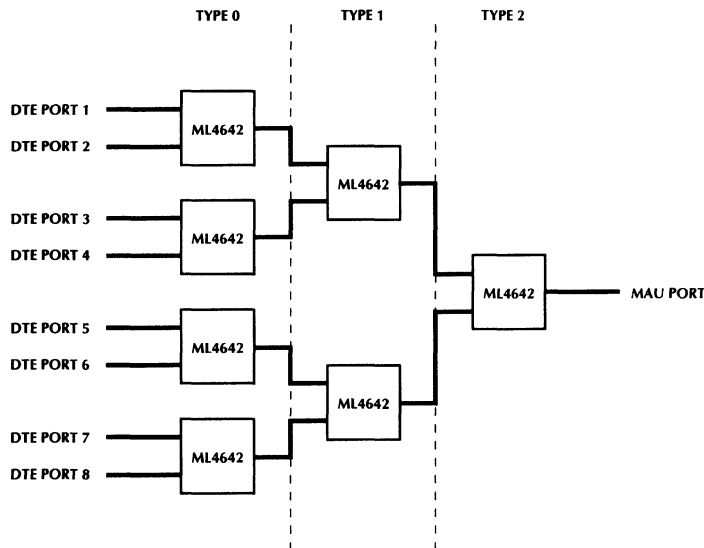 TYPE 0
TYPE 1
TYPE 2
DTE PORT 1
DTE PORT 2
ML4642
ML4642
DTE PORT 3
DTE PORT 4
ML4642
ML4642
MAU PORT
DTE PORT 5
DTE PORT 6
ML4642
ML4642
DTE PORT 7
DTE PORT 8
ML4642